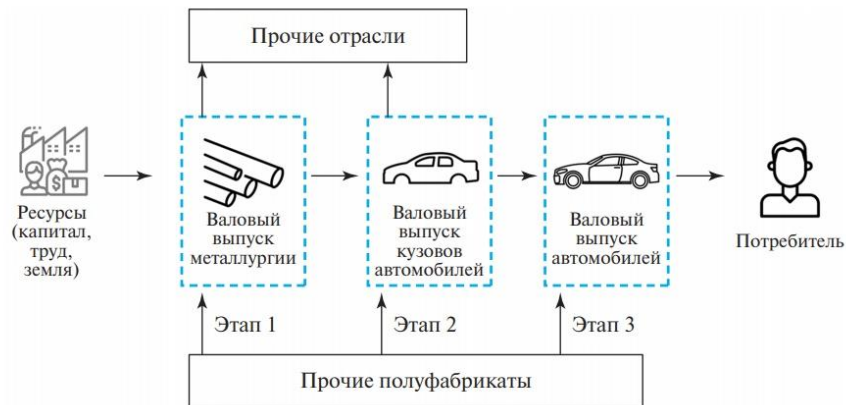 Прочие отрасли
Ресурсы
(капитал,
труд,
земля)
Валовый
выпуск
металлургии
Валовый
выпуск
кузовов
автомобилей
Валовый
выпуск
автомобилей
Потребитель
Этап 1
Этап 2
Этап 3
Прочие полуфабрикаты